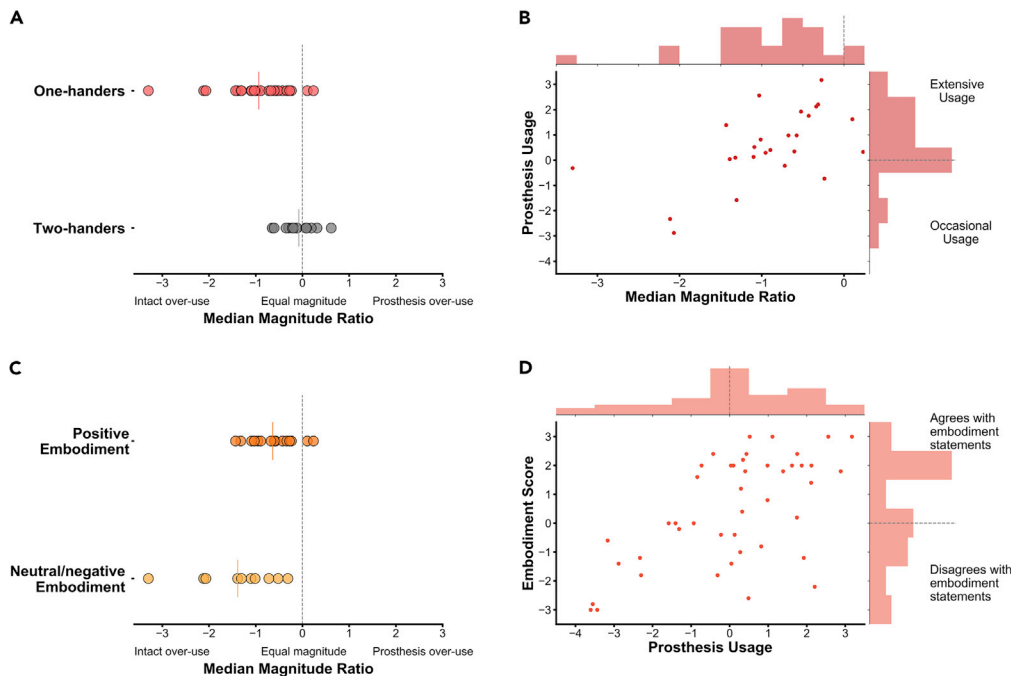 A
One-handers
Two-handers
−3 −2 −1 0 1 2 3
Intact over-use Equal magnitude Prosthesis over-use
Median Magnitude Ratio
B
Prosthesis Usage
3
2
1
0
1
−2
−3
−4
−3 −2 −1 0
Median Magnitude Ratio
Extensive
Usage
Occasional
Usage
C
Positive
Embodiment
Neutral/negative
Embodiment
−3 −2 −1 0 1 2 3
Intact over-use Equal magnitude Prosthesis over-use
Median Magnitude Ratio
D
Embodiment Score
3
2
1
0
−1
−2
−3
−4 −3 −2 −1 0 1 2 3
Prosthesis Usage
Agrees with
embodiment
statements
Disagrees with
embodiment
statements